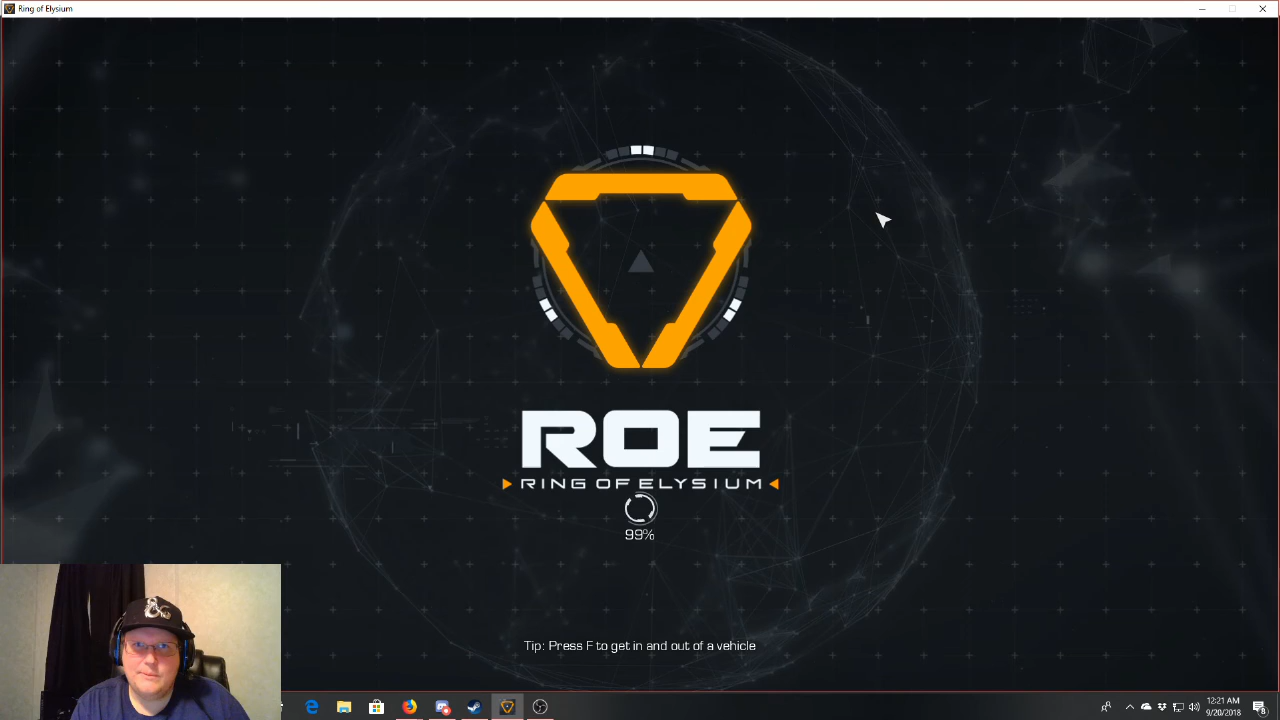 Ring of Elysium
ROE
RING OF ELYSIUM
99%
Tip: Press F to get in and out of a vehicle
12:21 AM
9/20/2018
8